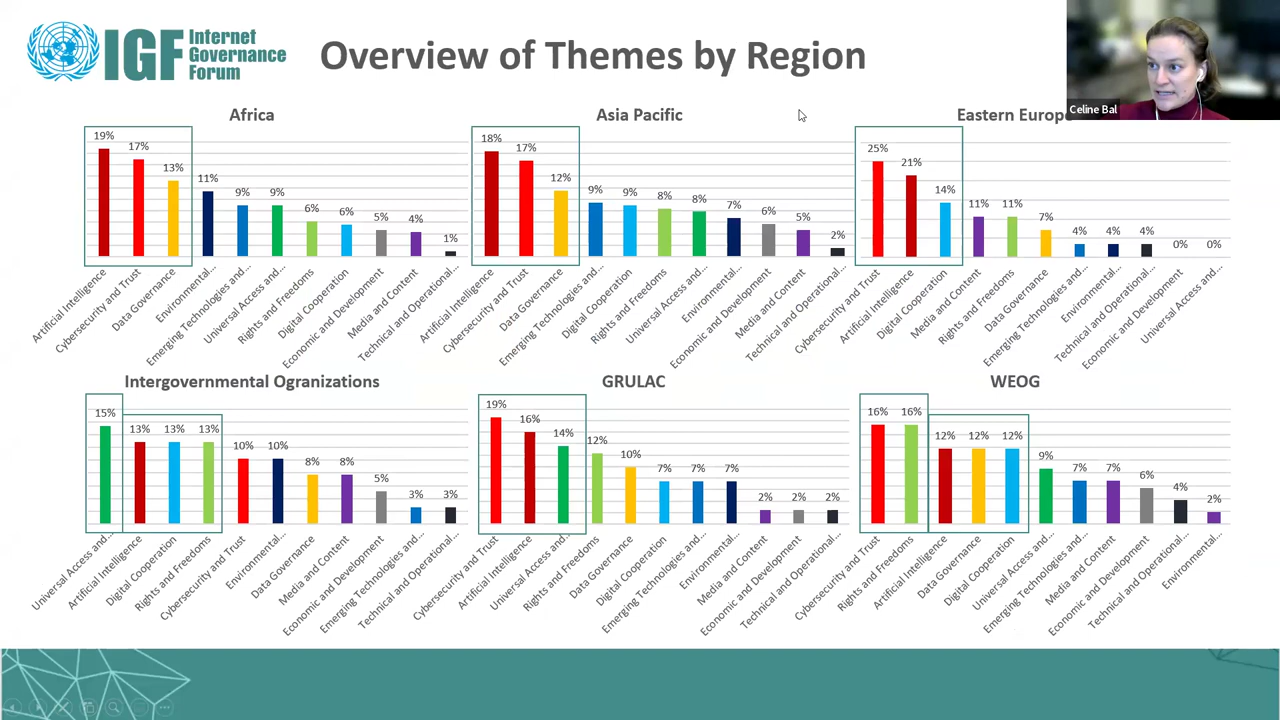 IGF Internet
Governance
Forum
Overview of Themes by Region
Celine Bal
Africa
19%
17%
13%
11%
9%
9%
6%
6%
5%
4%
1%
Artificial Intelligence
Cybersecurity and Trust
Data Governance
Environmental...
Emerging Technologies and...
Universal Access and...
Rights and Freedoms
Digital Cooperation
Economic and Development
Media and Content
Technical and Operational...
Asia Pacific
18%
17%
12%
9%
9%
8%
8%
7%
6%
5%
2%
Artificial Intelligence
Cybersecurity and Trust
Data Governance
Emerging Technologies and...
Digital Cooperation
Rights and Freedoms
Universal Access and...
Environmental...
Economic and Development
Media and Content
Technical and Operational...
Eastern Europe
25%
21%
14%
11%
11%
7%
4%
4%
4%
0%
0%
Cybersecurity and Trust
Artificial Intelligence
Digital Cooperation
Media and Content
Rights and Freedoms
Data Governance
Emerging Technologies and...
Environmental...
Technical and Operational...
Economic and Development
Universal Access and...
Intergovernmental Ogranizations
15%
13%
13%
13%
10%
10%
8%
8%
5%
3%
3%
Universal Access and...
Artificial Intelligence
Digital Cooperation
Rights and Freedoms
Cybersecurity and Trust
Environmental...
Data Governance
Media and Content
Economic and Development
Emerging Technologies and...
Technical and Operational...
GRULAC
19%
16%
14%
12%
10%
7%
7%
7%
2%
2%
2%
Cybersecurity and Trust
Artificial Intelligence
Universal Access and...
Rights and Freedoms
Data Governance
Digital Cooperation
Emerging Technologies and...
Environmental...
Media and Content
Economic and Development
Technical and Operational...
WEOG
16%
16%
12%
12%
12%
9%
7%
7%
6%
4%
2%
Cybersecurity and Trust
Rights and Freedoms
Artificial Intelligence
Data Governance
Digital Cooperation
Universal Access and...
Emerging Technologies and...
Media and Content
Economic and Development
Technical and Operational...
Environmental...